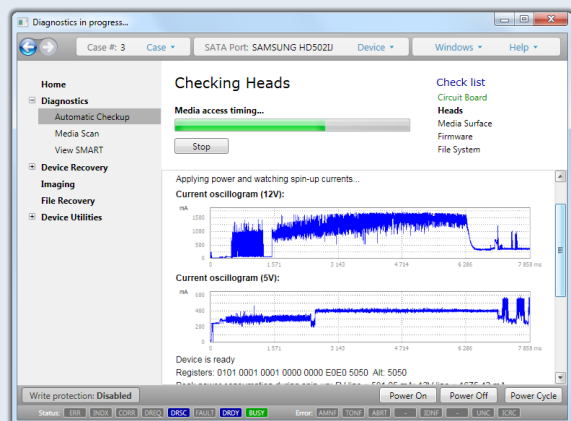 Diagnostics in progress...
Case #: 3 Case SATA Port: SAMSUNG HD502IJ Device Windows Help
Home
Diagnostics
Automatic Checkup
Media Scan
View SMART
Device Recovery
Imaging
File Recovery
Device Utilities
Checking Heads
Media access timing...
Stop
Check list
Circuit Board
Heads
Media Surface
Firmware
File System
Applying power and watching spin-up currents...
Current oscillogram (12V):
mA
1500
1000
500
0
0 1 571 3 142 4 714 6 286 7 858 ms
Current oscillogram (5V):
mA
600
400
200
0
0 1 571 3 142 4 714 6 286 7 858 ms
Device is ready
Registers: 0101 0001 0001 0000 0000 E0E0 5050 Alt: 5050
Write protection: Disabled Power On Power Off Power Cycle
Status: ERR INDX CORR DREQ DRSC FAULT DRDY BUSY Error: AMNF TONF ABRT - IDNF - UNC ICRC